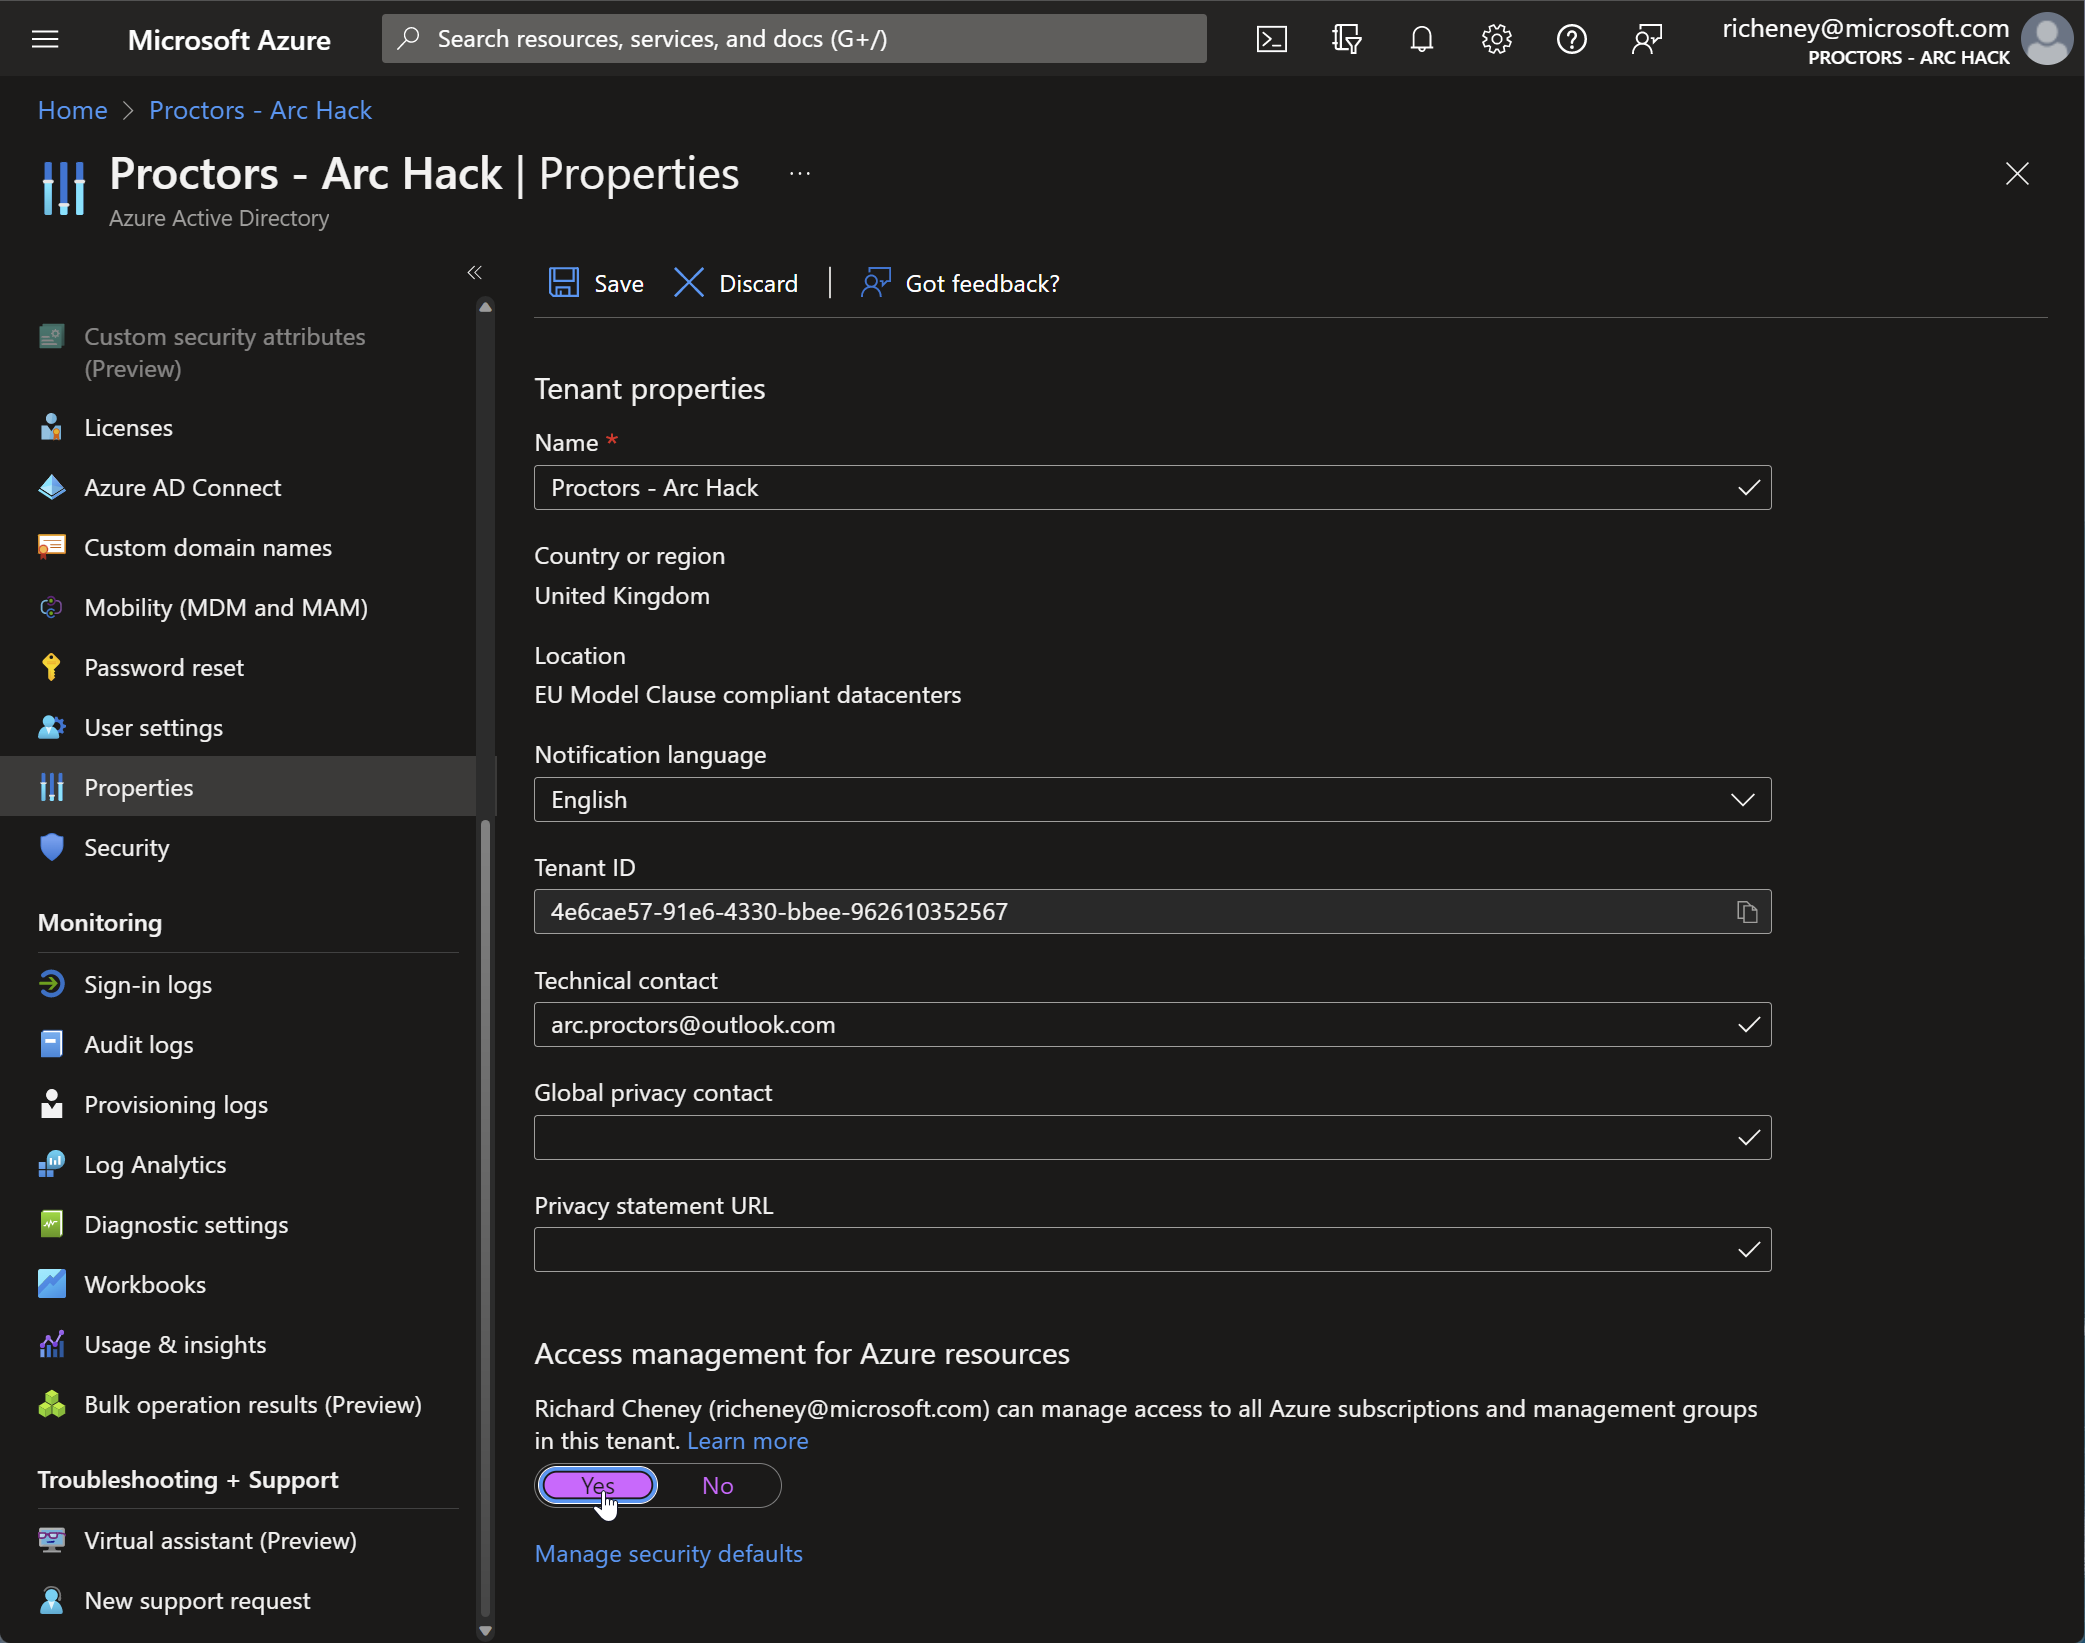 Microsoft Azure
Search resources, services, and docs (G+/)
richeney@microsoft.com
PROCTORS - ARC HACK
Home > Proctors - Arc Hack
Proctors - Arc Hack | Properties ...
Azure Active Directory
Custom security attributes
(Preview)
Licenses
Azure AD Connect
Custom domain names
Mobility (MDM and MAM)
Password reset
User settings
Properties
Security
Monitoring
Sign-in logs
Audit logs
Provisioning logs
Log Analytics
Diagnostic settings
Workbooks
Usage & insights
Bulk operation results (Preview)
Troubleshooting + Support
Virtual assistant (Preview)
New support request
Save Discard | Got feedback?
Tenant properties
Name *
Proctors - Arc Hack
Country or region
United Kingdom
Location
EU Model Clause compliant datacenters
Notification language
English
Tenant ID
4e6cae57-91e6-4330-bbee-962610352567
Technical contact
arc.proctors@outlook.com
Global privacy contact
Privacy statement URL
Access management for Azure resources
Richard Cheney (richeney@microsoft.com) can manage access to all Azure subscriptions and management groups
in this tenant. Learn more
Yes No
Manage security defaults